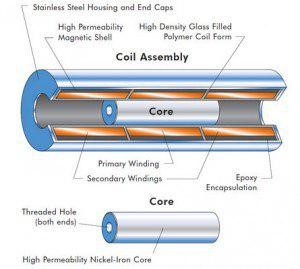 Stainless Steel Housing and End Caps
High Permeability
Magnetic Shell
High Density Glass Filled
Polymer Coil Form
Coil Assembly
Core
Primary Winding
Secondary Windings
Epoxy
Encapsulation
Core
Threaded Hole
(both ends)
High Permeability Nickel-Iron Core